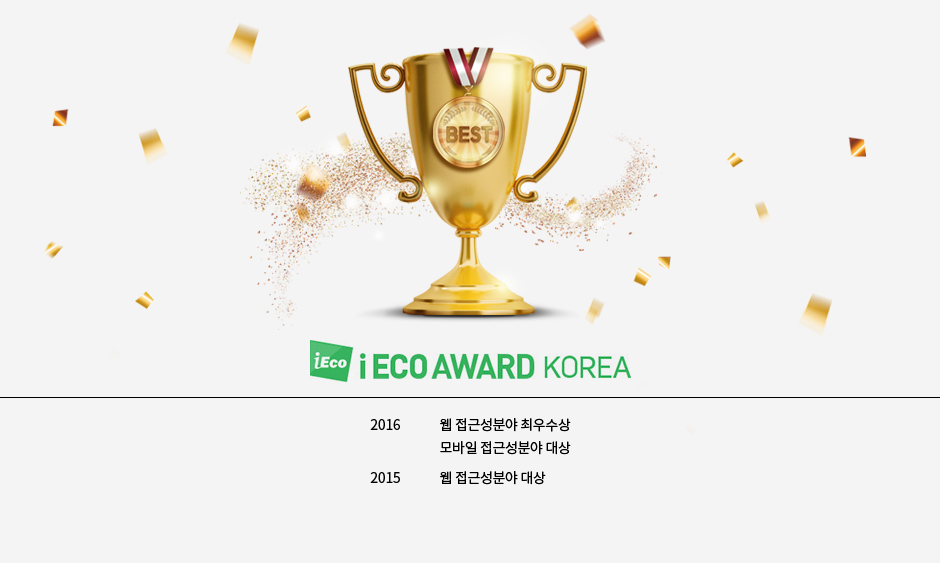 BEST
iEco
i ECO AWARD KOREA
2016 웹 접근성분야 최우수상
모바일 접근성분야 대상
2015 웹 접근성분야 대상